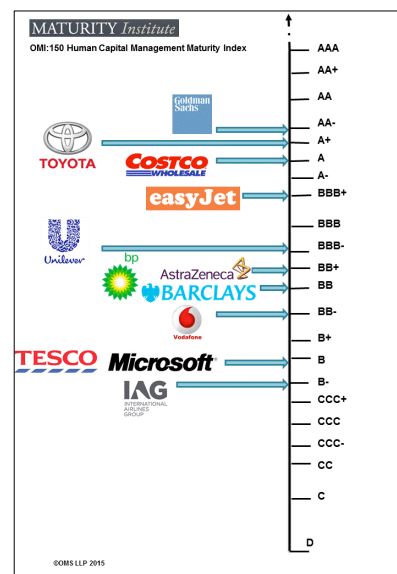 MATURITY Institute
OMI:150 Human Capital Management Maturity Index
AAA
AA+
AA
Goldman
Sachs
AA-
A+
TOYOTA
COSTCO
WHOLESALE
A
A-
easyJet
BBB+
BBB
Unilever
BBB-
bp
AstraZeneca
BB+
BARCLAYS
BB
Vodafone
BB-
B+
TESCO
Microsoft
B
IAG
INTERNATIONAL
AIRLINES
GROUP
B-
CCC+
CCC
CCC-
CC
C
D
©OMS LLP 2015